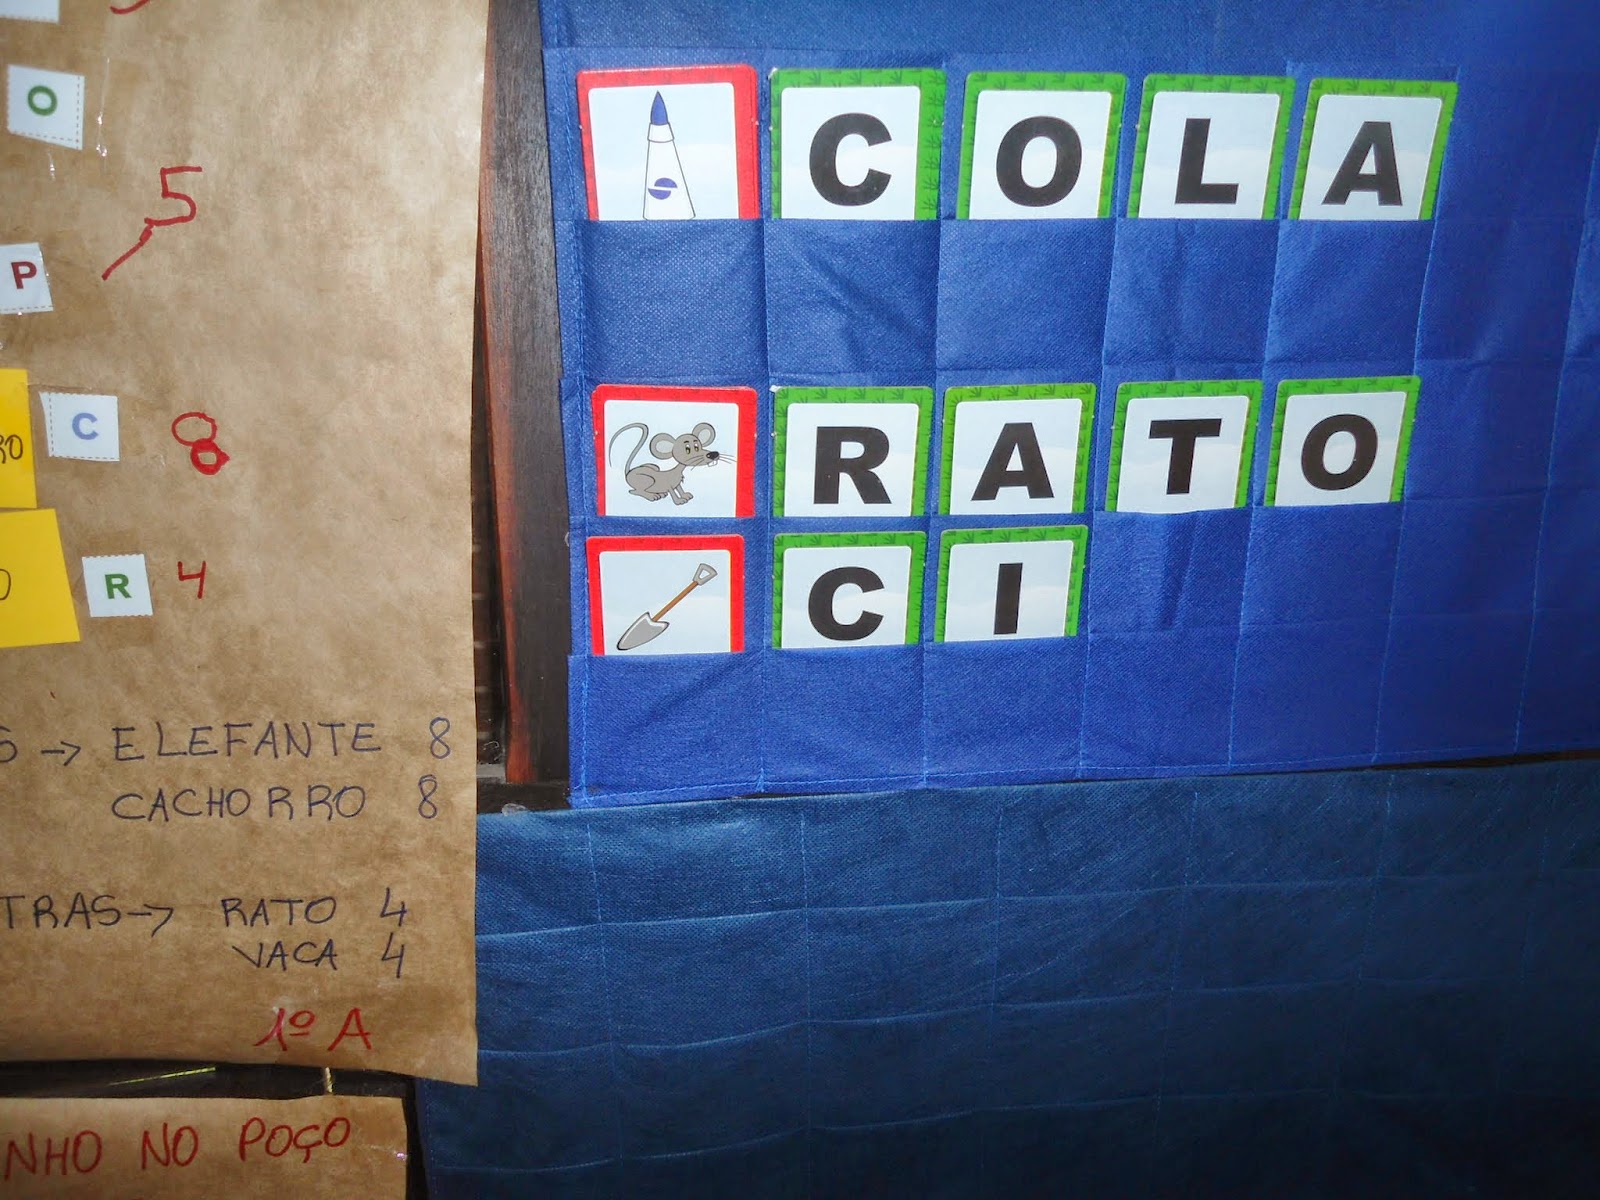 O
5
P
C
8
R 4
→ ELEFANTE 8
CACHORRO 8
TRAS→ RATO 4
VACA 4
1º A
NHO NO POÇO
COLA
RATO
CI